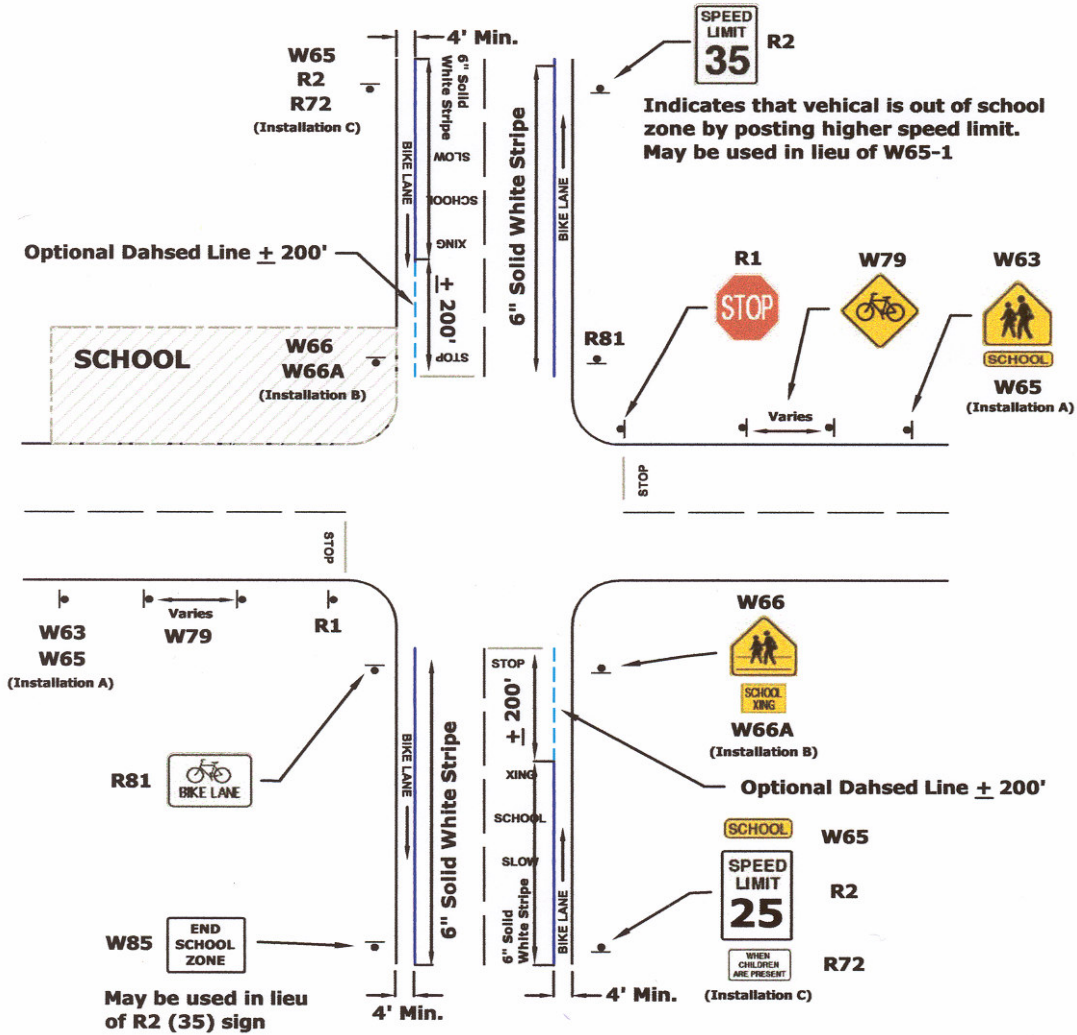 4' Min.
W65
R2
R72
(Installation C)
6" Solid
White Stripe
SLOW
SCHOOL
XING
BIKE LANE
Optional Dahsed Line ± 200'
± 200'
STOP
6" Solid White Stripe
BIKE LANE
SPEED
LIMIT
35
R2
Indicates that vehical is out of school
zone by posting higher speed limit.
May be used in lieu of W65-1
SCHOOL
W66
W66A
(Installation B)
R81
R1
STOP
W79
W63
SCHOOL
W65
(Installation A)
Varies
STOP
STOP
W63
W65
(Installation A)
Varies
W79
R1
R81
BIKE LANE
BIKE LANE
6" Solid White Stripe
STOP
± 200'
XING
SCHOOL
SLOW
6" Solid
White Stripe
BIKE LANE
W66
SCHOOL
XING
W66A
(Installation B)
Optional Dahsed Line ± 200'
SCHOOL
W65
SPEED
LIMIT
25
R2
WHEN
CHILDREN
ARE PRESENT
R72
(Installation C)
W85
END
SCHOOL
ZONE
May be used in lieu
of R2 (35) sign
4' Min.
4' Min.